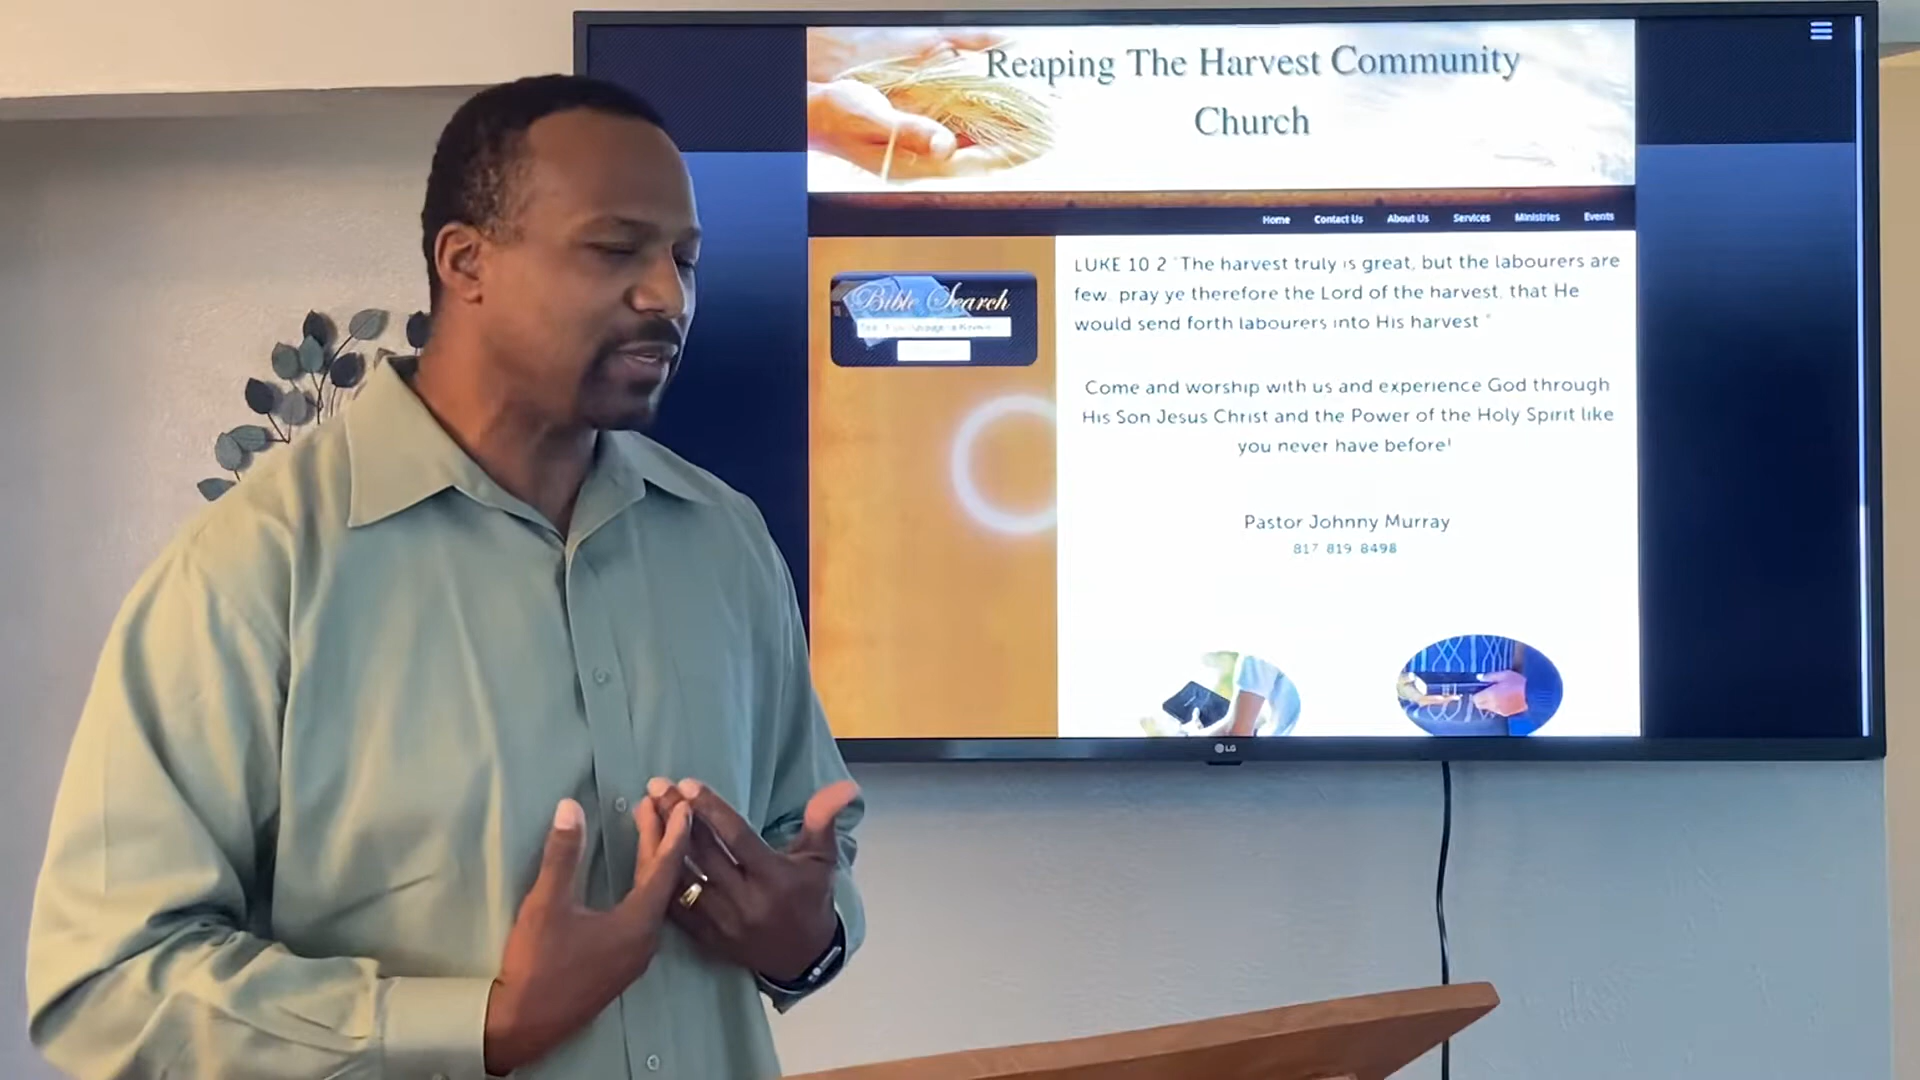 Reaping The Harvest Community
Church
Home Contact Us About Us Services Ministries Events
Bible Search
LUKE 10 2 "The harvest truly is great, but the labourers are
few, pray ye therefore the Lord of the harvest, that He
would send forth labourers into His harvest "
Come and worship with us and experience God through
His Son Jesus Christ and the Power of the Holy Spirit like
you never have before!
Pastor Johnny Murray
817 819 8498
LG